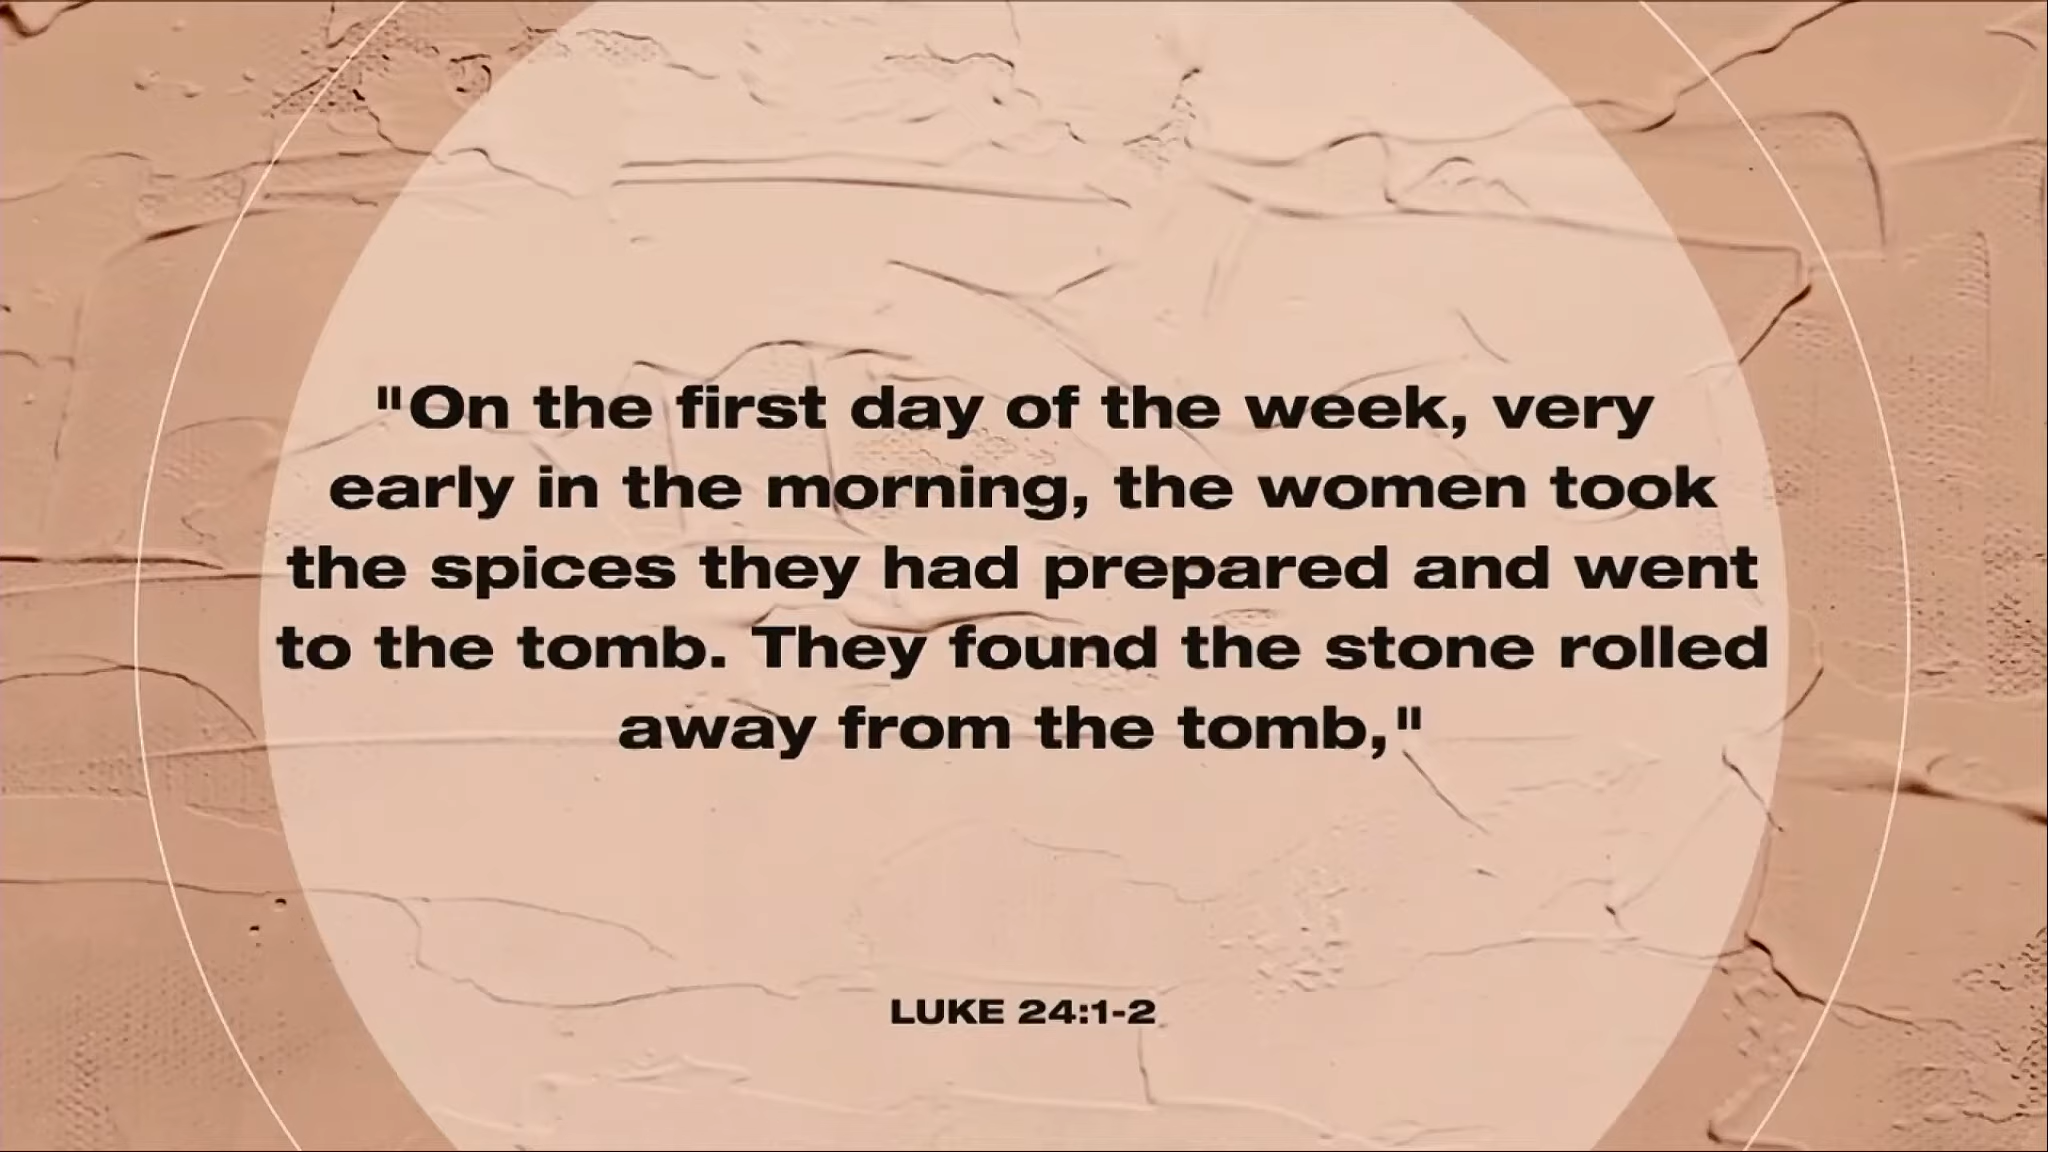 "On the first day of the week, very
early in the morning, the women took
the spices they had prepared and went
to the tomb. They found the stone rolled
away from the tomb,"
LUKE 24:1-2